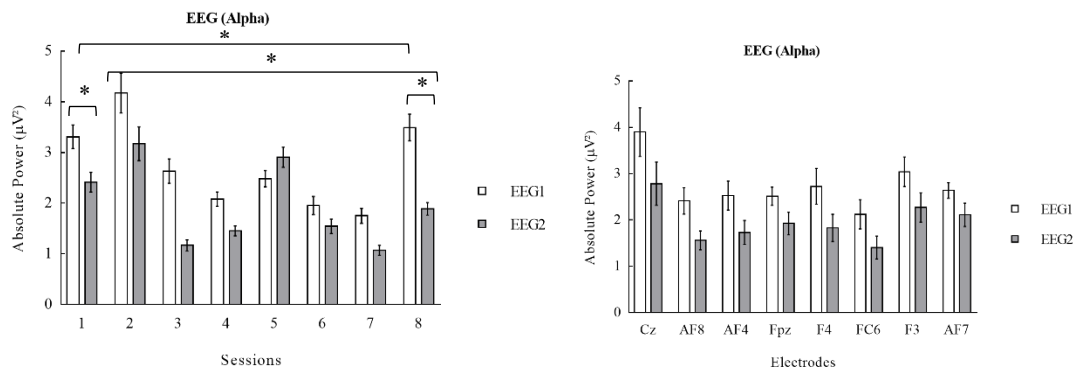 EEG (Alpha)
*
*
*
*
5
4
3
2
1
0
Absolute Power (μV²)
1 2 3 4 5 6 7 8
Sessions
EEG1
EEG2
EEG (Alpha)
5
4
3
2
1
0
Absolute Power (μV²)
Cz AF8 AF4 Fpz F4 FC6 F3 AF7
Electrodes
EEG1
EEG2